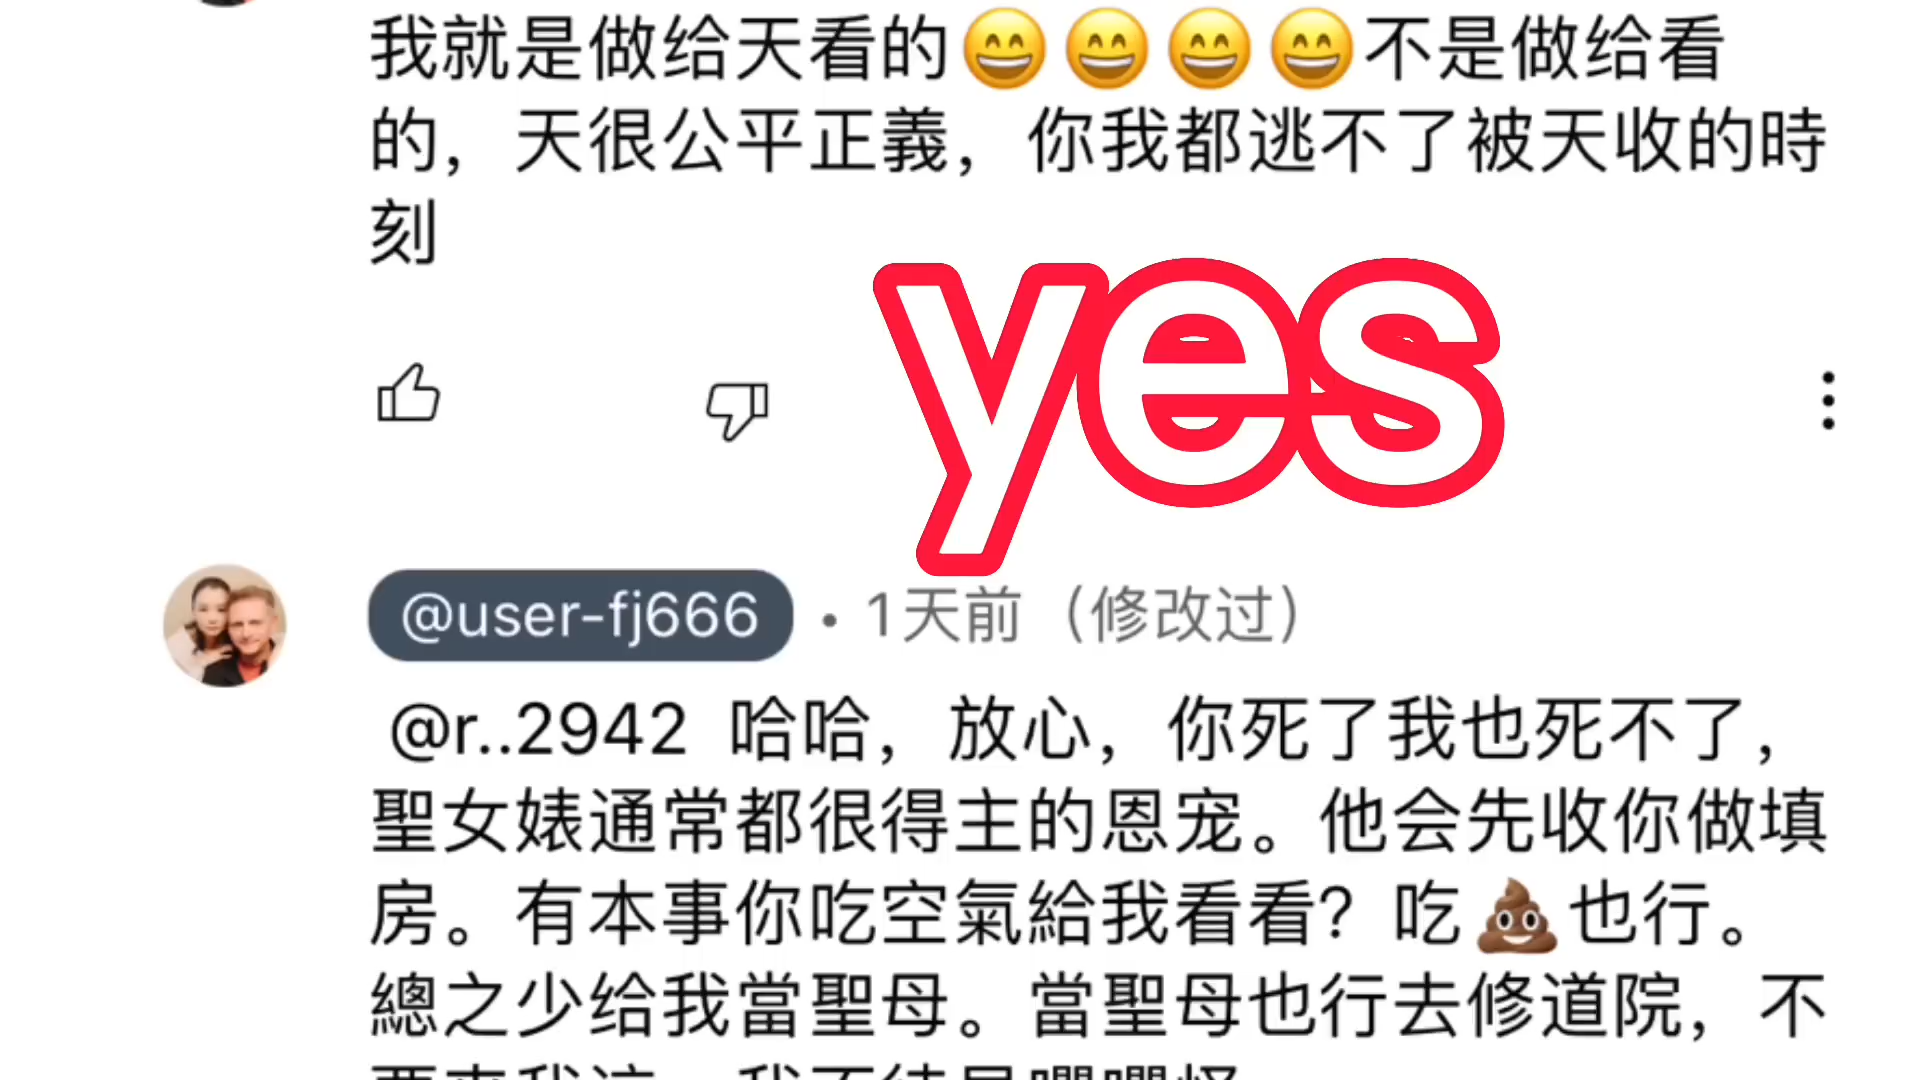 我就是做给天看的😄😄😄😄不是做给看
的，天很公平正義，你我都逃不了被天收的時
刻
yes
@user-fj666 · 1天前（修改过）
@r..2942 哈哈，放心，你死了我也死不了，
聖女婊通常都很得主的恩宠。他会先收你做填
房。有本事你吃空氣給我看看？吃💩也行。
總之少给我當聖母。當聖母也行去修道院，不